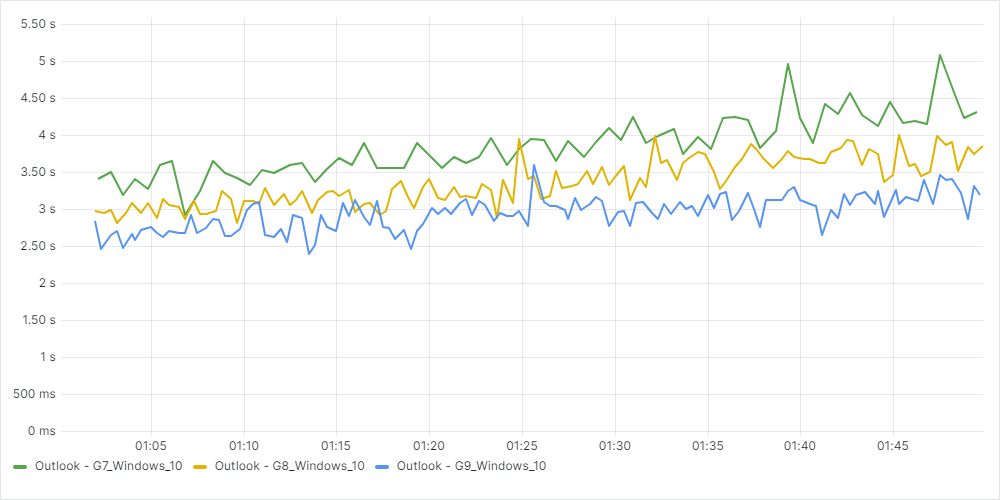 5.50 s
5 s
4.50 s
4 s
3.50 s
3 s
2.50 s
2 s
1.50 s
1 s
500 ms
0 ms
01:05 01:10 01:15 01:20 01:25 01:30 01:35 01:40 01:45
Outlook - G7_Windows_10 Outlook - G8_Windows_10 Outlook - G9_Windows_10